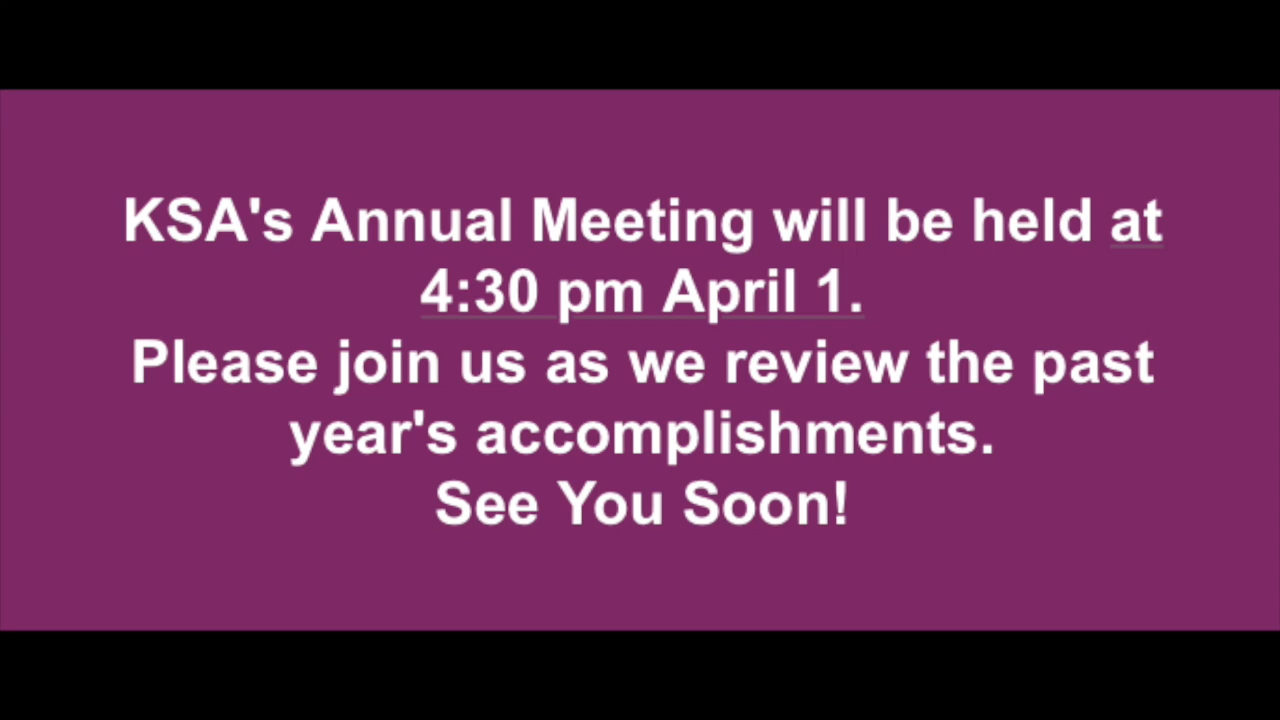 KSA's Annual Meeting will be held at
4:30 pm April 1.
Please join us as we review the past
year's accomplishments.
See You Soon!